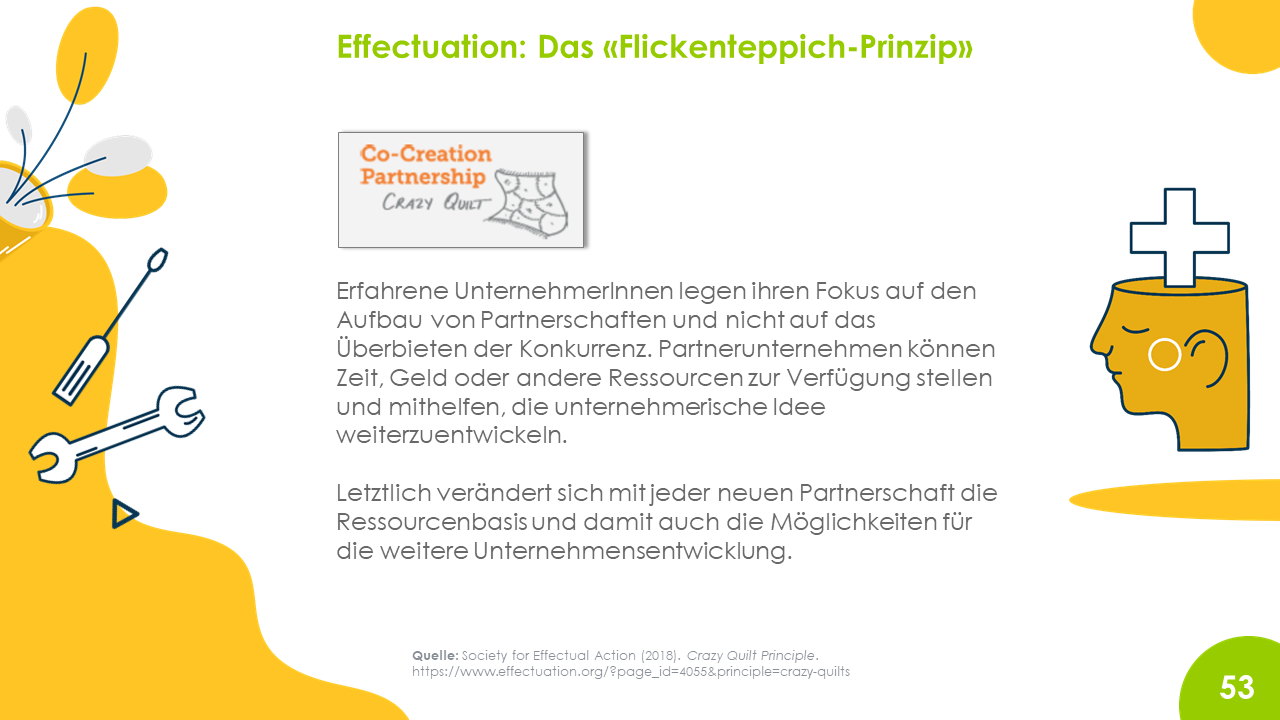 Effectuation: Das «Flickenteppich-Prinzip»
Co-Creation
Partnership
CRAZY QUILT
Erfahrene UnternehmerInnen legen ihren Fokus auf den
Aufbau von Partnerschaften und nicht auf das
Überbieten der Konkurrenz. Partnerunternehmen können
Zeit, Geld oder andere Ressourcen zur Verfügung stellen
und mithelfen, die unternehmerische Idee
weiterzuentwickeln.
Letztlich verändert sich mit jeder neuen Partnerschaft die
Ressourcenbasis und damit auch die Möglichkeiten für
die weitere Unternehmensentwicklung.
Quelle: Society for Effectual Action (2018). Crazy Quilt Principle.
https://www.effectuation.org/?page_id=4055&principle=crazy-quilts
53